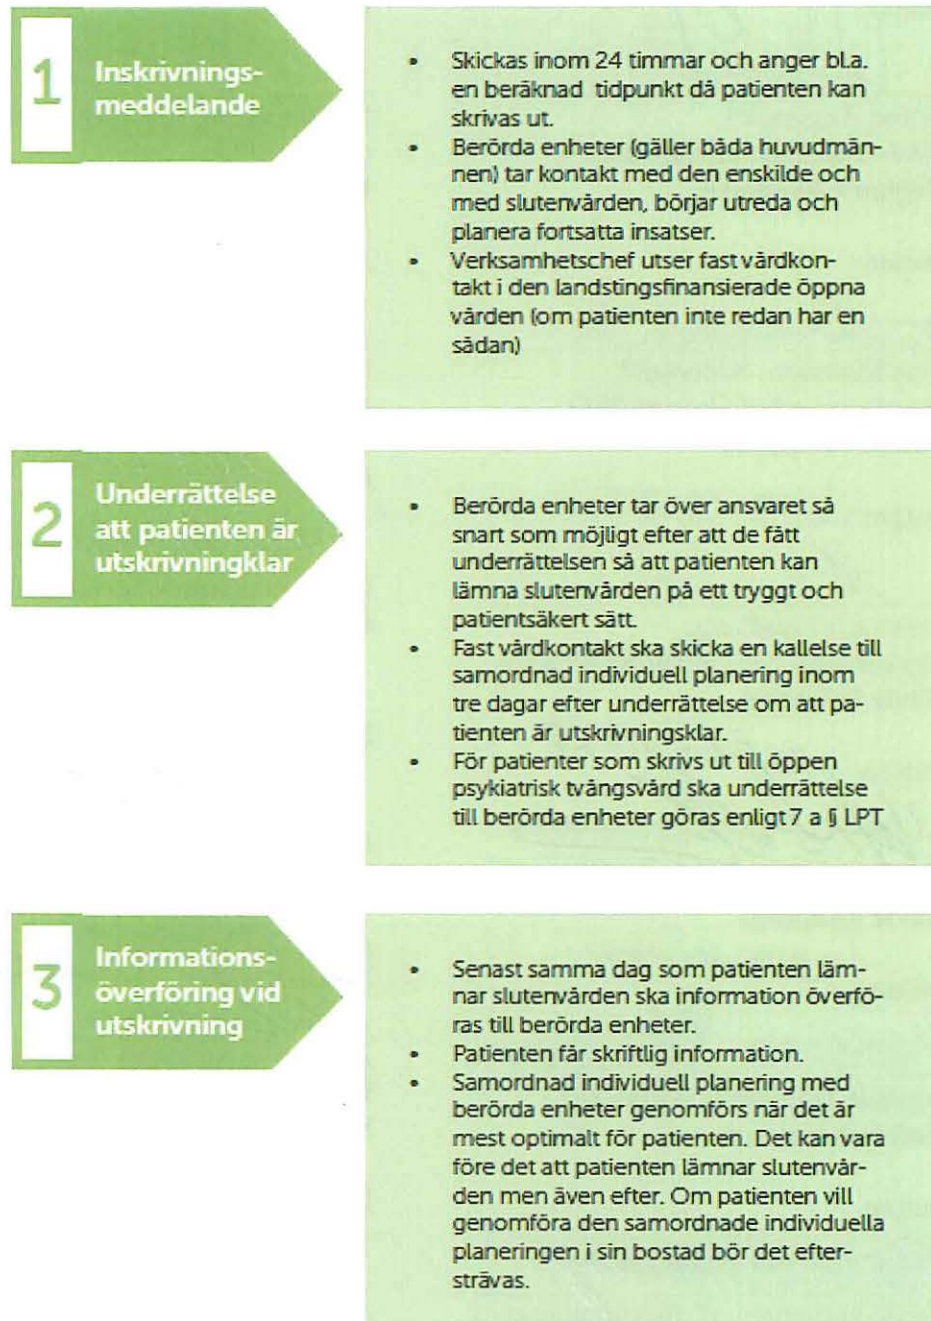 1
Inskrivnings-
meddelande
• Skickas inom 24 timmar och anger bl.a.
en beräknad tidpunkt då patienten kan
skrivas ut.
• Berörda enheter (gäller båda huvudmän-
nen) tar kontakt med den enskilde och
med slutenvården, börjar utreda och
planera fortsatta insatser.
• Verksamhetschef utser fast vårdkon-
takt i den landstingsfinansierade öppna
vården (om patienten inte redan har en
sådan)
2
Underrättelse
att patienten är
utskrivningklar
• Berörda enheter tar över ansvaret så
snart som möjligt efter att de fått
underrättelsen så att patienten kan
lämna slutenvården på ett tryggt och
patientsäkert sätt.
• Fast vårdkontakt ska skicka en kallelse till
samordnad individuell planering inom
tre dagar efter underrättelse om att pa-
tienten är utskrivningsklar.
• För patienter som skrivs ut till öppen
psykiatrisk tvångsvård ska underrättelse
till berörda enheter göras enligt 7 a § LPT
3
Informations-
överföring vid
utskrivning
• Senast samma dag som patienten läm-
nar slutenvården ska information överfö-
ras till berörda enheter.
• Patienten får skriftlig information.
• Samordnad individuell planering med
berörda enheter genomförs när det är
mest optimalt för patienten. Det kan vara
före det att patienten lämnar slutenvår-
den men även efter. Om patienten vill
genomföra den samordnade individuella
planeringen i sin bostad bör det efter-
strävas.